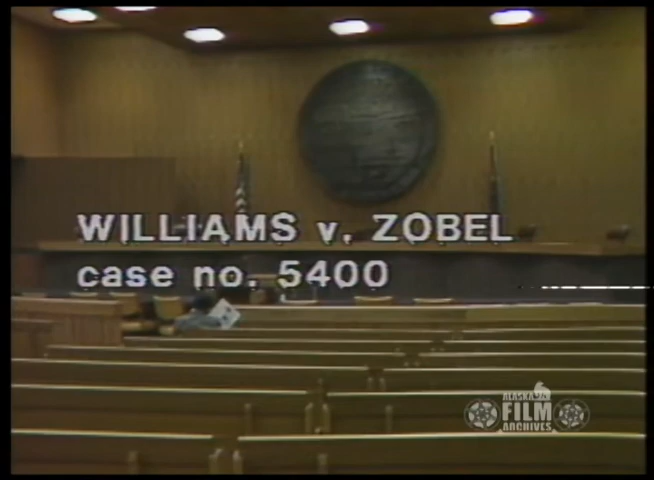 WILLIAMS v. ZOBEL
case no. 5400
ALASKA
FILM
ARCHIVES